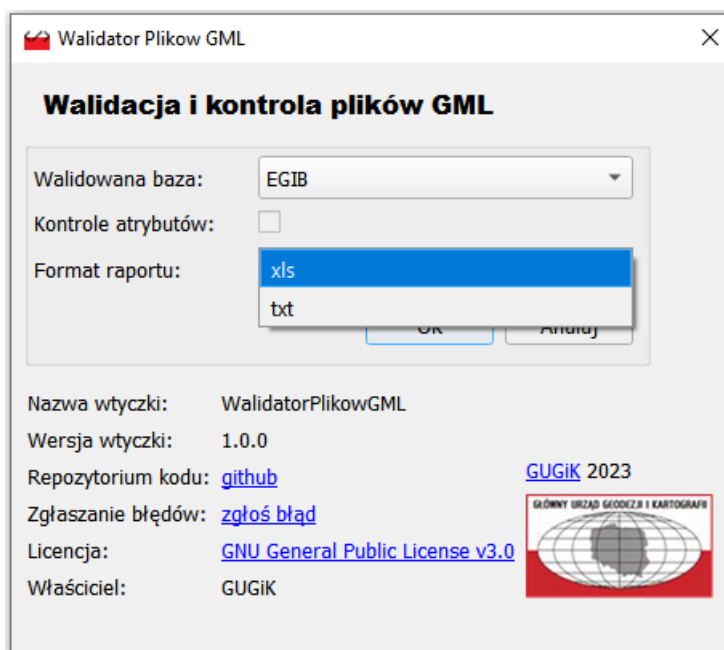 Walidator Plikow GML
Walidacja i kontrola plików GML
Walidowana baza: EGIB
Kontrole atrybutów:
Format raportu: xls
txt
OK Anuluj
Nazwa wtyczki: WalidatorPlikowGML
Wersja wtyczki: 1.0.0
Repozytorium kodu: github
Zgłaszanie błędów: zgłoś błąd
Licencja: GNU General Public License v3.0
Właściciel: GUGiK
GUGiK 2023
GŁÓWNY URZĄD GEODEZJI I KARTOGRAFII